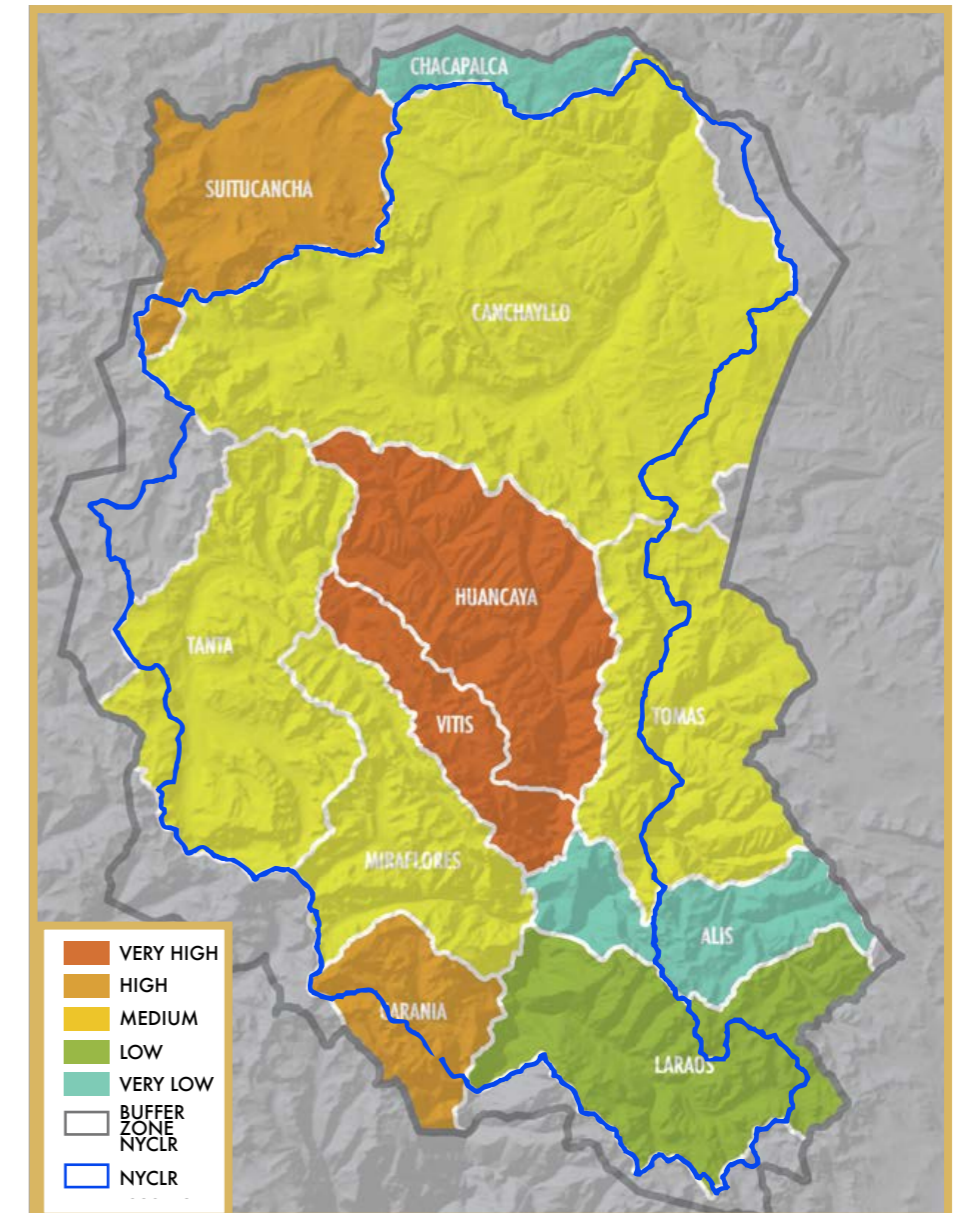 CHACAPALCA
SUITUCANCHA
CANCHAYLLO
HUANCAYA
TANTA
VITIS
TOMAS
MIRAFLORES
ALIS
LARAOS
VERY HIGH
HIGH
MEDIUM
LOW
VERY LOW
BUFFER
ZONE
NYCLR
NYCLR